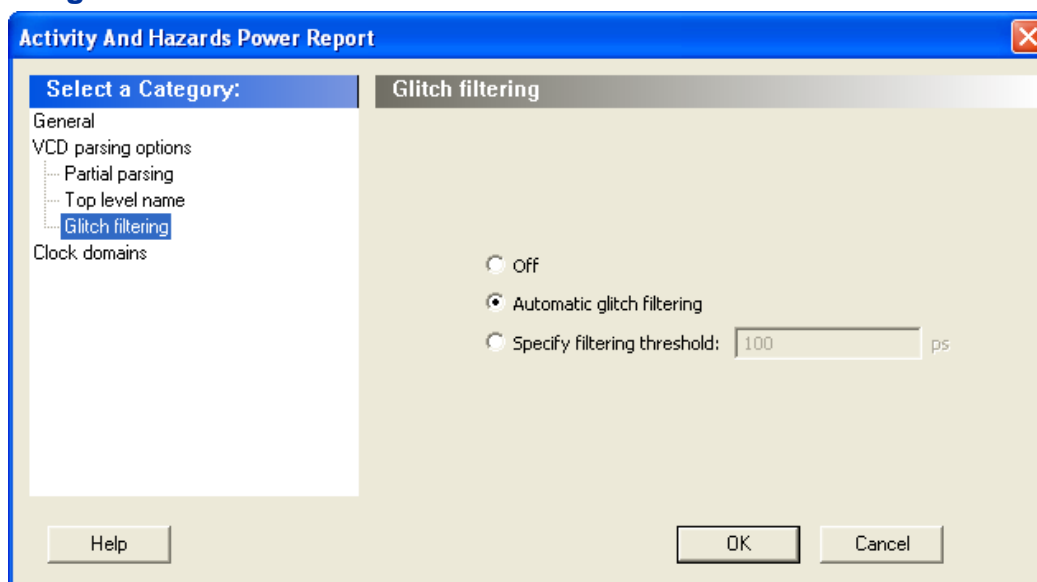 Activity And Hazards Power Report
Select a Category:
Glitch filtering
General
VCD parsing options
Partial parsing
Top level name
Glitch filtering
Clock domains
Off
Automatic glitch filtering
Specify filtering threshold: 100 ps
Help
OK
Cancel